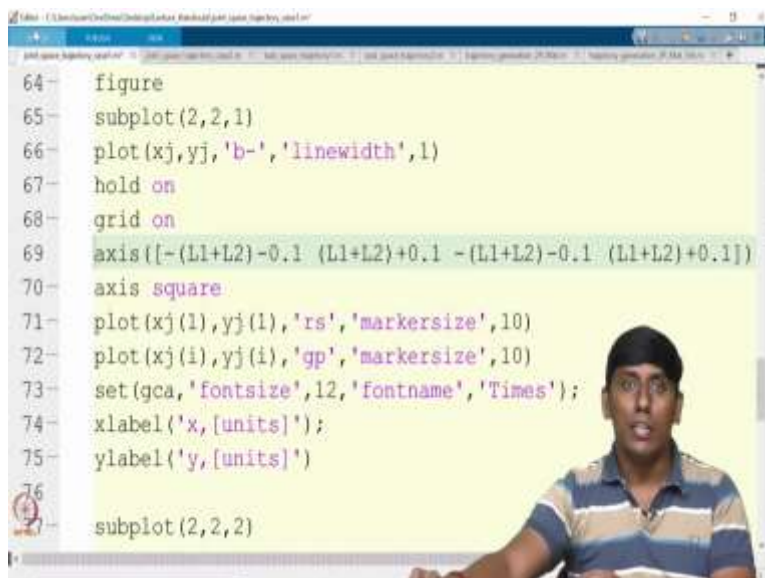 64- figure
65- subplot(2,2,1)
66- plot(xj,yj,'b-','linewidth',1)
67- hold on
68- grid on
69 axis([-(L1+L2)-0.1 (L1+L2)+0.1 -(L1+L2)-0.1 (L1+L2)+0.1])
70- axis square
71- plot(xj(1),yj(1),'rs','markersize',10)
72- plot(xj(i),yj(i),'gp','markersize',10)
73- set(gca,'fontsize',12,'fontname','Times');
74- xlabel('x,[units]');
75- ylabel('y,[units]')
76
77- subplot(2,2,2)